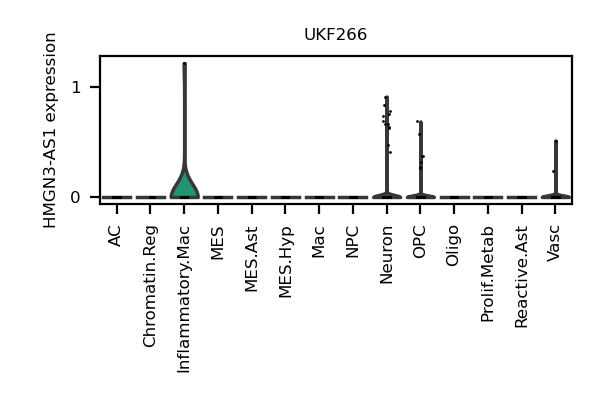 UKF266
HMGN3-AS1 expression
1
0
AC
Chromatin.Reg
Inflammatory.Mac
MES
MES.Ast
MES.Hyp
Mac
NPC
Neuron
OPC
Oligo
Prolif.Metab
Reactive.Ast
Vasc